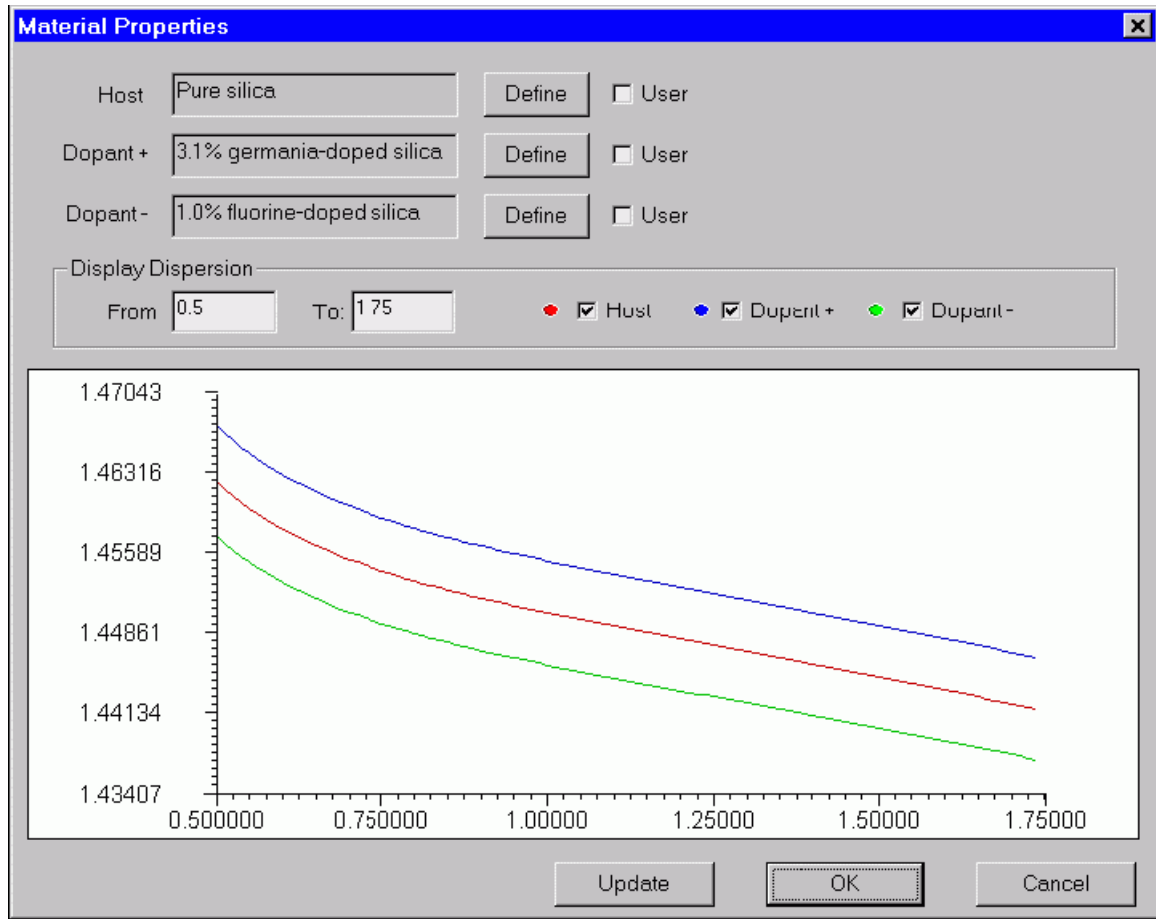 Material Properties
Host Pure silica Define User
Dopant + 3.1% germania-doped silica Define User
Dopant - 1.0% fluorine-doped silica Define User
Display Dispersion
From 0.5 To: 1.75 Host Dopant + Dopant -
1.47043
1.46316
1.45589
1.44861
1.44134
1.43407
0.500000 0.750000 1.00000 1.25000 1.50000 1.75000
Update OK Cancel